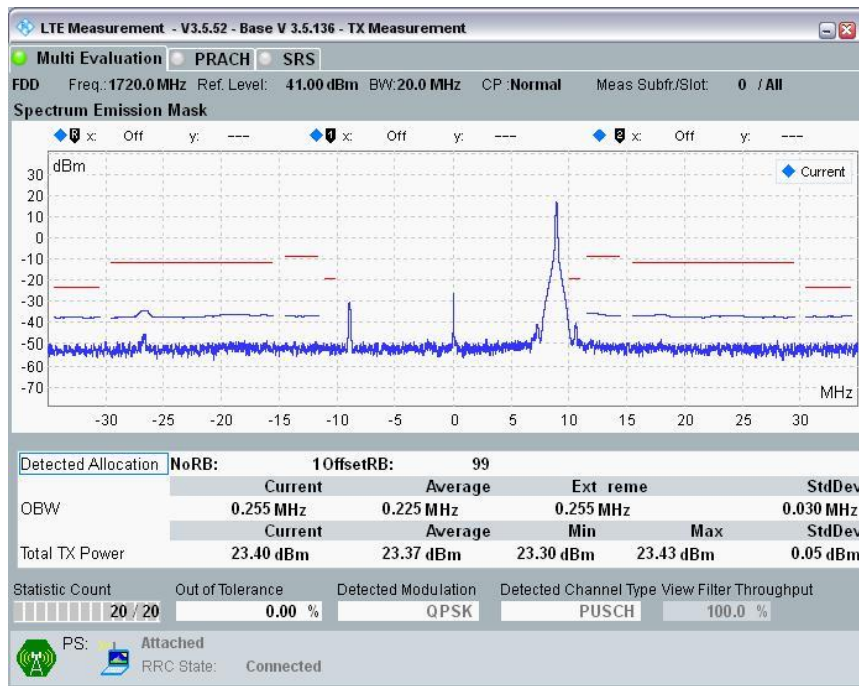 LTE Measurement - V3.5.52 - Base V 3.5.136 - TX Measurement
Multi Evaluation PRACH SRS
FDD Freq.:1720.0 MHz Ref. Level: 41.00 dBm BW:20.0 MHz CP :Normal Meas Subfr./Slot: 0 / All
Spectrum Emission Mask
R x: Off y: --- 1 x: Off y: --- 2 x: Off y: ---
dBm
Current
30
20
10
0
-10
-20
-30
-40
-50
-60
-70
MHz
-30 -25 -20 -15 -10 -5 0 5 10 15 20 25 30
Detected Allocation NoRB: 1 OffsetRB: 99
Current Average Ext reme StdDev
OBW 0.255 MHz 0.225 MHz 0.255 MHz 0.030 MHz
Current Average Min Max StdDev
Total TX Power 23.40 dBm 23.37 dBm 23.30 dBm 23.43 dBm 0.05 dBm
Statistic Count Out of Tolerance Detected Modulation Detected Channel Type View Filter Throughput
20 / 20 0.00 % QPSK PUSCH 100.0 %
PS: Attached
RRC State: Connected